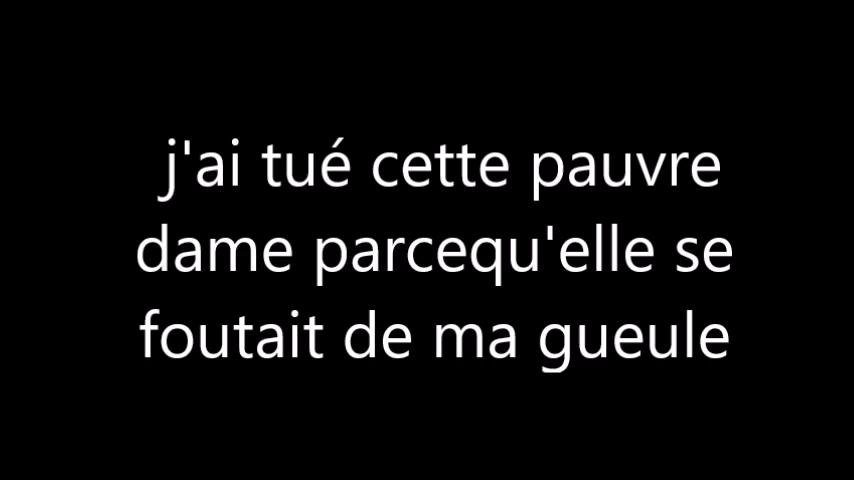 j'ai tué cette pauvre
dame parcequ'elle se
foutait de ma gueule